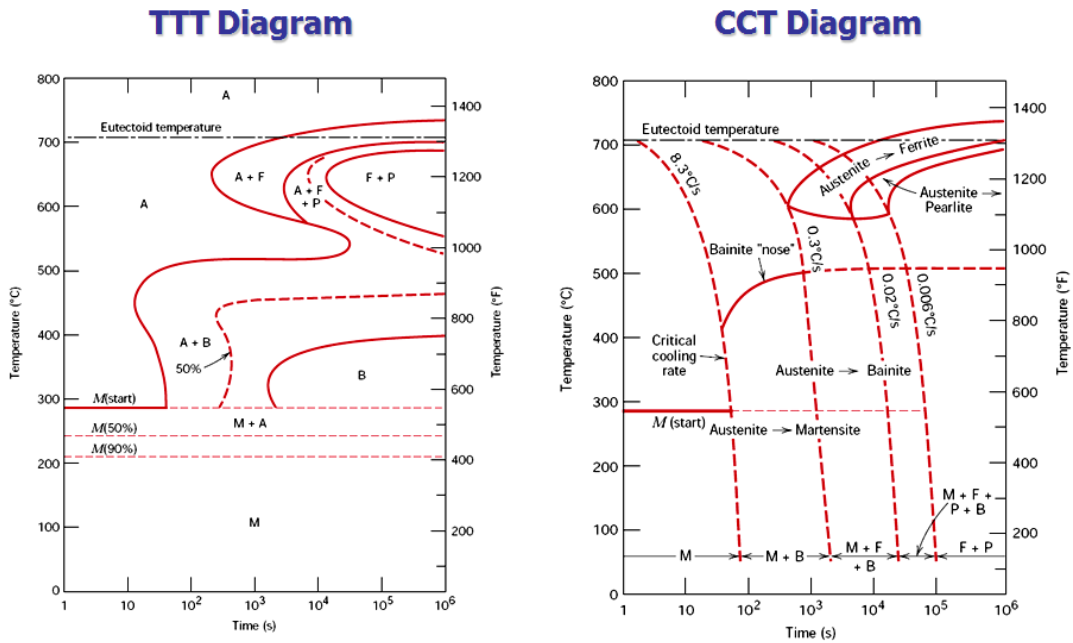 TTT Diagram
800
700
600
500
400
300
200
100
0
Temperature (°C)
1
10
10²
10³
10⁴
10⁵
10⁶
Time (s)
1400
1200
1000
800
600
400
200
Temperature (°F)
A
Eutectoid temperature
A + F
A + F
+ P
F + P
A
A + B
50%
B
M(start)
M + A
M(50%)
M(90%)
M
CCT Diagram
800
700
600
500
400
300
200
100
0
Temperature (°C)
1
10
10²
10³
10⁴
10⁵
10⁶
Time (s)
1400
1200
1000
800
600
400
200
Temperature (°F)
Eutectoid temperature
8.3°C/s
Austenite → Ferrite
Austenite →
Pearlite
0.3°C/s
Bainite "nose"
0.02°C/s
0.006°C/s
Critical
cooling
rate
Austenite → Bainite
M (start)
Austenite → Martensite
M + F +
P + B
M
M + B
M + F
+ B
F + P